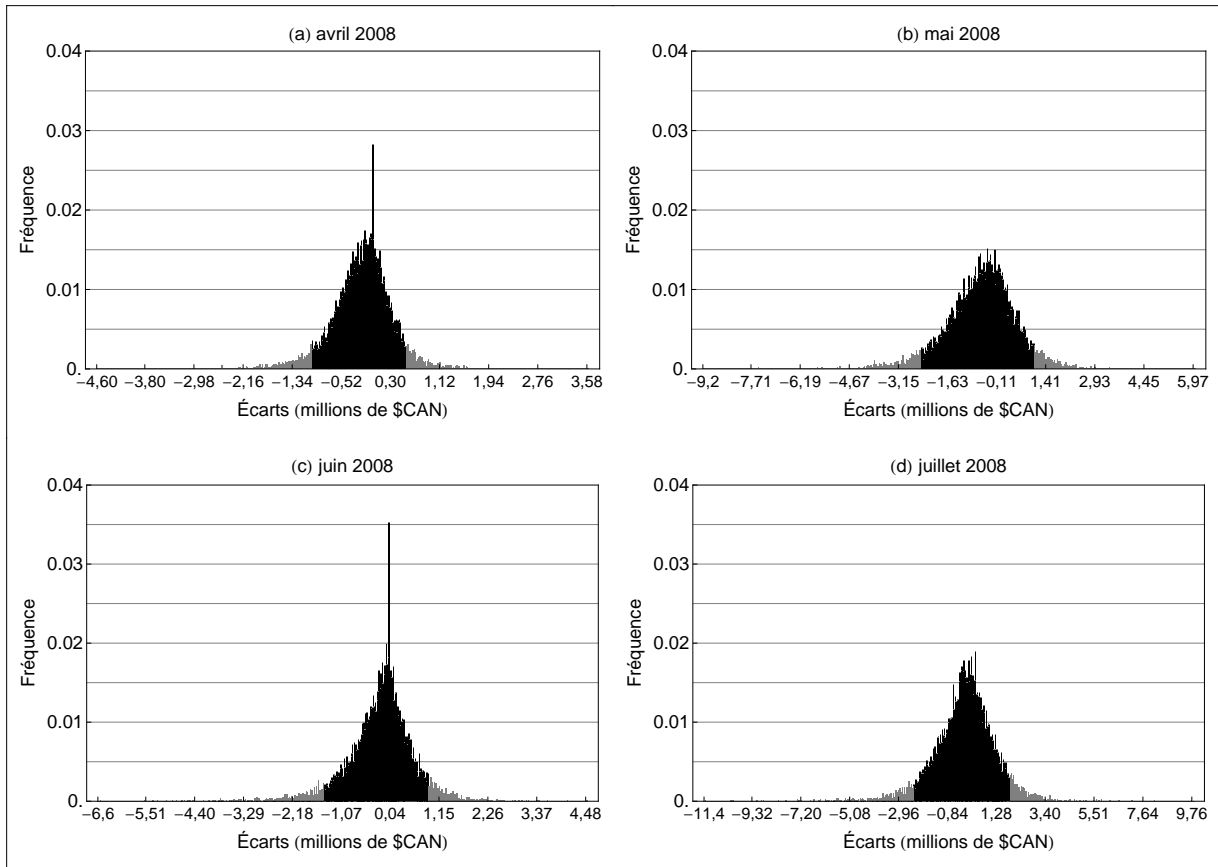 (a) avril 2008
0.04
0.03
0.02
0.01
0.
Fréquence
−4,60 −3,80 −2,98 −2,16 −1,34 −0,52 0,30 1,12 1,94 2,76 3,58
Écarts (millions de $CAN)
(b) mai 2008
0.04
0.03
0.02
0.01
0.
Fréquence
−9,2 −7,71 −6,19 −4,67 −3,15 −1,63 −0,11 1,41 2,93 4,45 5,97
Écarts (millions de $CAN)
(c) juin 2008
0.04
0.03
0.02
0.01
0.
Fréquence
−6,6 −5,51 −4,40 −3,29 −2,18 −1,07 0,04 1,15 2,26 3,37 4,48
Écarts (millions de $CAN)
(d) juillet 2008
0.04
0.03
0.02
0.01
0.
Fréquence
−11,4 −9,32 −7,20 −5,08 −2,96 −0,84 1,28 3,40 5,51 7,64 9,76
Écarts (millions de $CAN)